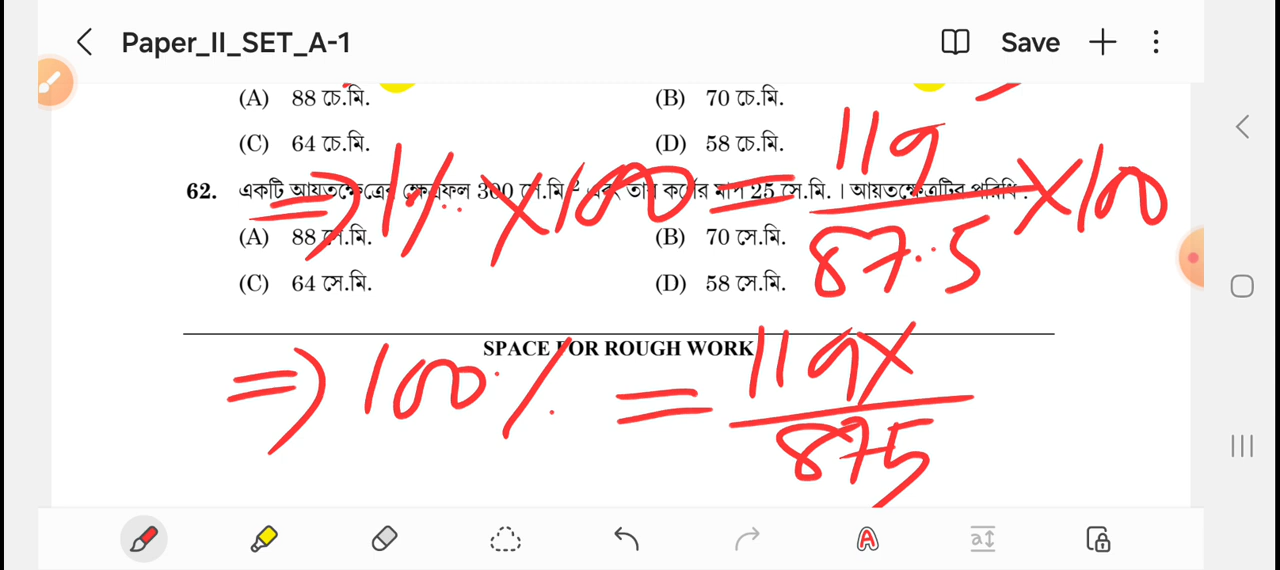 Paper_II_SET_A-1
Save
(A) 88 চে.মি. (B) 70 চে.মি.
(C) 64 চে.মি. (D) 58 চে.মি.
62. একটি আয়তক্ষেত্রের ক্ষেত্রফল 300 সে.মি.² এবং তার কর্ণের মাপ 25 সে.মি. । আয়তক্ষেত্রটির পরিধি :
(A) 88 সে.মি. (B) 70 সে.মি.
(C) 64 সে.মি. (D) 58 সে.মি.
⇒ 1% × 100 = 119/87.5 × 100
SPACE FOR ROUGH WORK
⇒ 100% = 119×/875